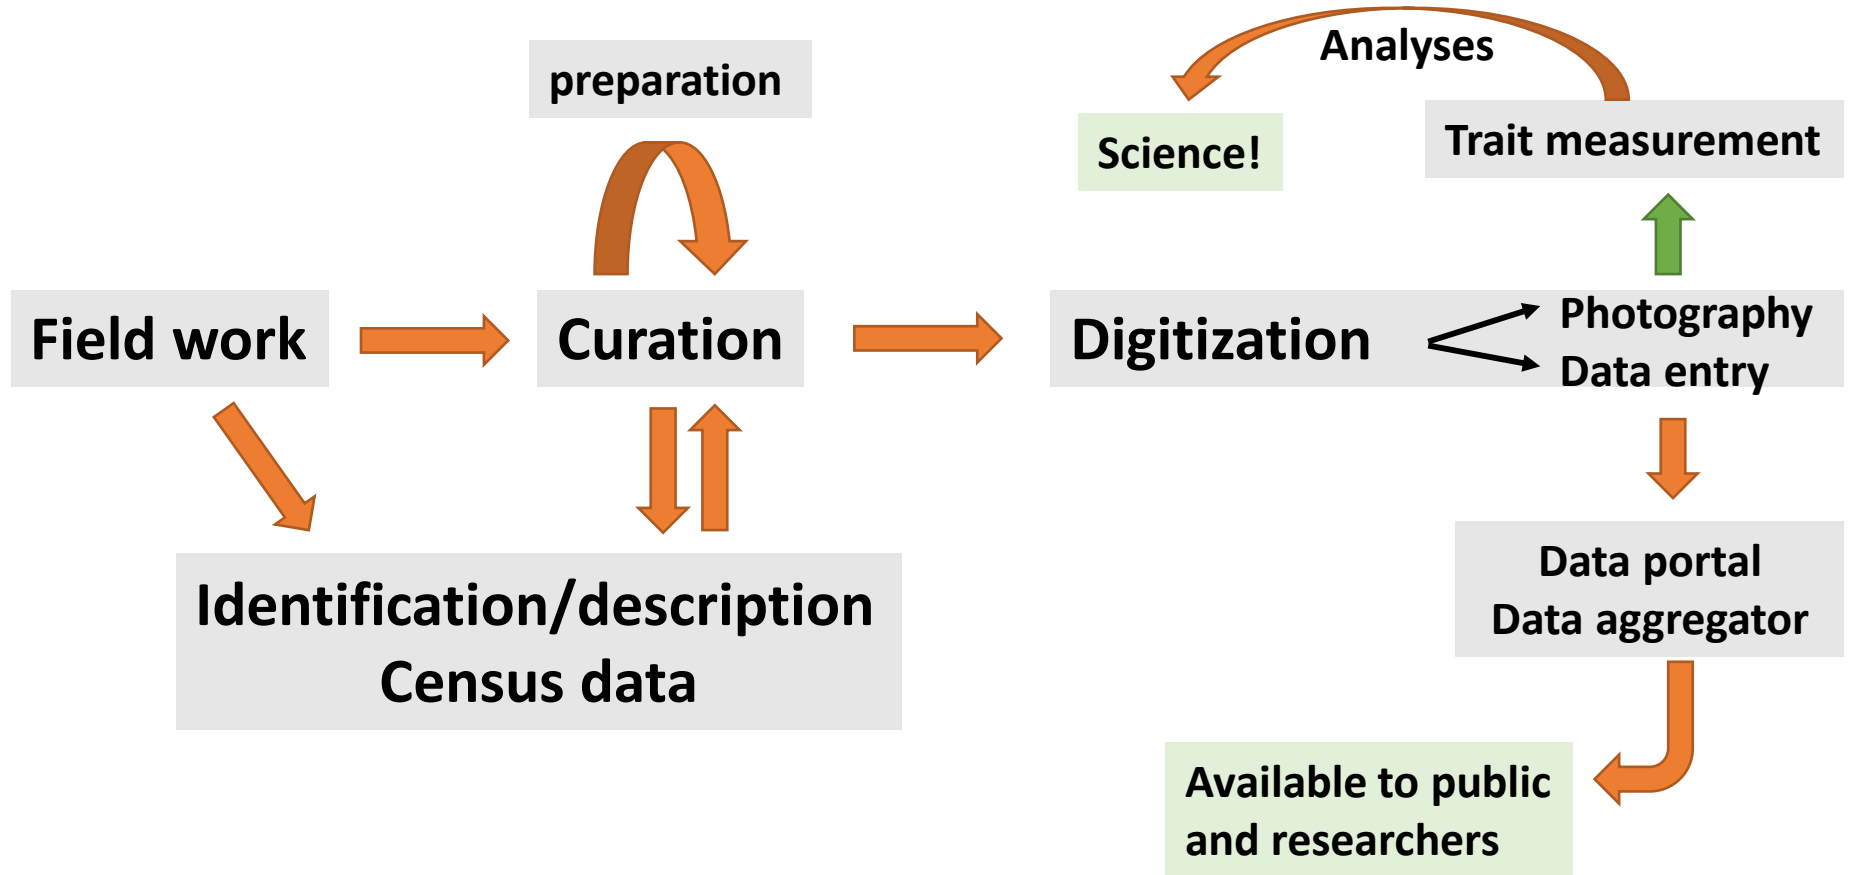 Analyses
preparation
Science!
Trait measurement
Field work
Curation
Digitization
Photography
Data entry
Identification/description
Census data
Data portal
Data aggregator
Available to public
and researchers